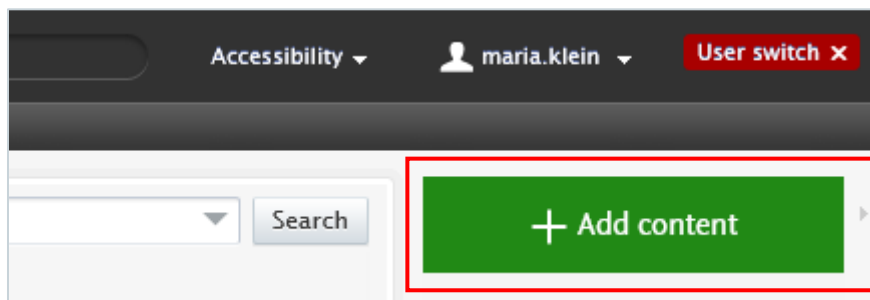 Accessibility
maria.klein
User switch ×
Search
+ Add content